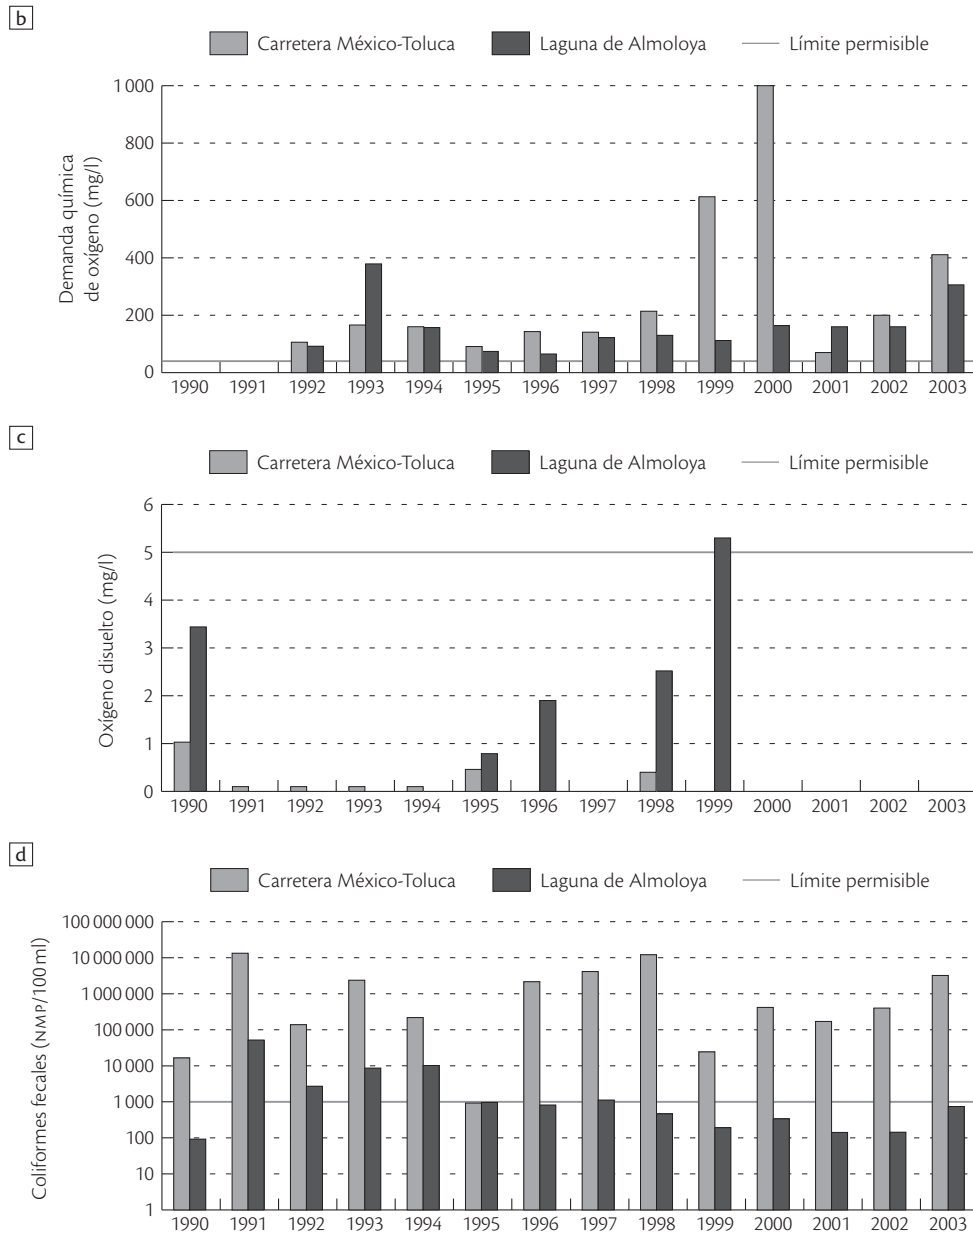 b
Carretera México-Toluca Laguna de Almoloya Límite permisible
Demanda química
de oxígeno (mg/l)
1 000
800
600
400
200
0
1990 1991 1992 1993 1994 1995 1996 1997 1998 1999 2000 2001 2002 2003
c
Carretera México-Toluca Laguna de Almoloya Límite permisible
Oxígeno disuelto (mg/l)
6
5
4
3
2
1
0
1990 1991 1992 1993 1994 1995 1996 1997 1998 1999 2000 2001 2002 2003
d
Carretera México-Toluca Laguna de Almoloya Límite permisible
Coliformes fecales (NMP/100 ml)
100 000 000
10 000 000
1 000 000
100 000
10 000
1 000
100
10
1
1990 1991 1992 1993 1994 1995 1996 1997 1998 1999 2000 2001 2002 2003